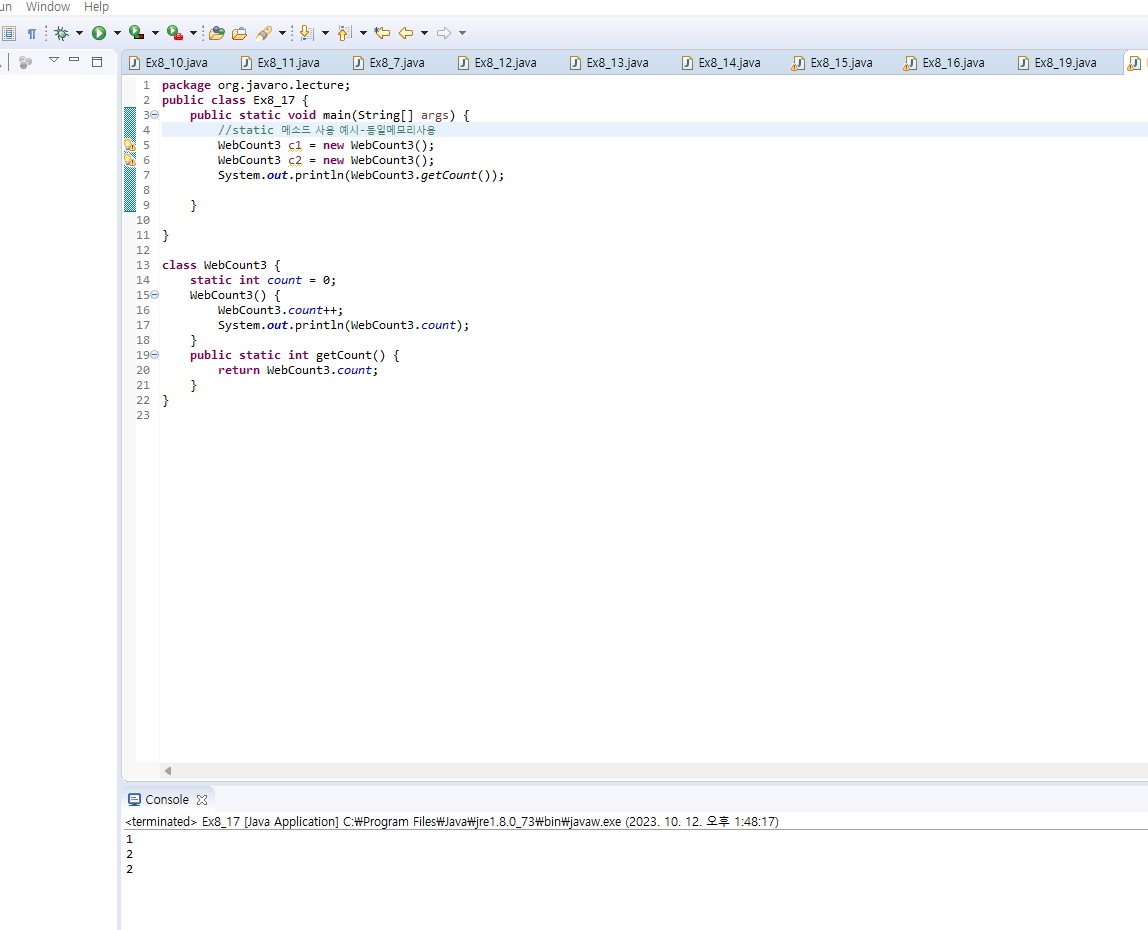 un Window Help
Ex8_10.java Ex8_11.java Ex8_7.java Ex8_12.java Ex8_13.java Ex8_14.java Ex8_15.java Ex8_16.java Ex8_19.java
1 package org.javaro.lecture;
2 public class Ex8_17 {
3 public static void main(String[] args) {
4 //static 메소드 사용 예시-동일메모리사용
5 WebCount3 c1 = new WebCount3();
6 WebCount3 c2 = new WebCount3();
7 System.out.println(WebCount3.getCount());
8
9 }
10
11 }
12
13 class WebCount3 {
14 static int count = 0;
15 WebCount3() {
16 WebCount3.count++;
17 System.out.println(WebCount3.count);
18 }
19 public static int getCount() {
20 return WebCount3.count;
21 }
22 }
23
Console
<terminated> Ex8_17 [Java Application] C:₩Program Files₩Java₩jre1.8.0_73₩bin₩javaw.exe (2023. 10. 12. 오후 1:48:17)
1
2
2